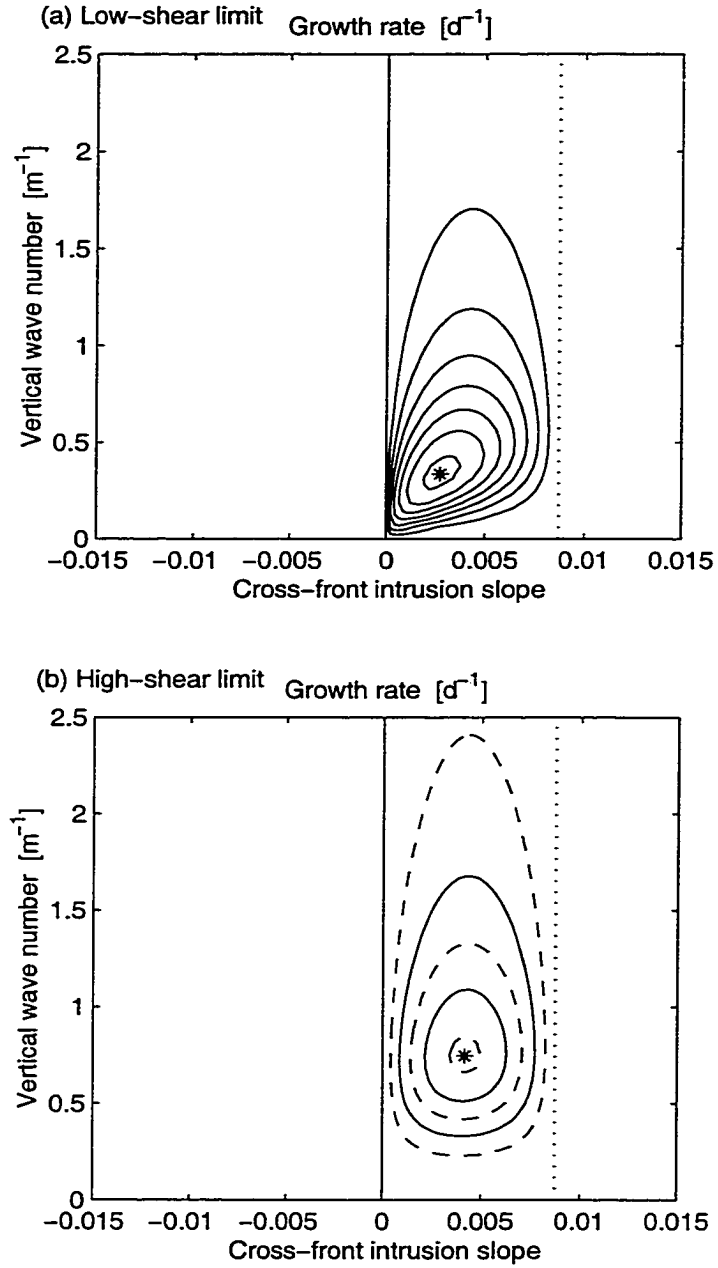 (a) Low-shear limit Growth rate [d⁻¹]
2.5
2
1.5
1
0.5
0
Vertical wave number [m⁻¹]
-0.015 -0.01 -0.005 0 0.005 0.01 0.015
Cross-front intrusion slope
(b) High-shear limit Growth rate [d⁻¹]
2.5
2
1.5
1
0.5
0
Vertical wave number [m⁻¹]
-0.015 -0.01 -0.005 0 0.005 0.01 0.015
Cross-front intrusion slope